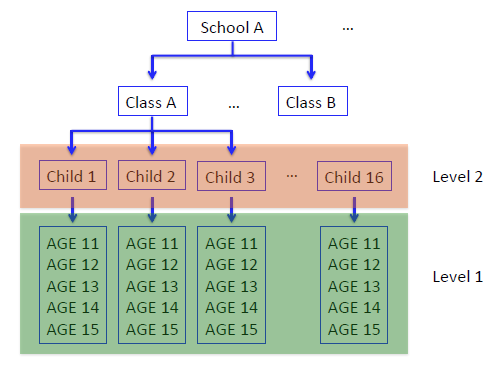 School A ...
Class A ... Class B
Child 1 Child 2 Child 3 ... Child 16 Level 2
AGE 11 AGE 11 AGE 11 AGE 11
AGE 12 AGE 12 AGE 12 AGE 12
AGE 13 AGE 13 AGE 13 AGE 13 Level 1
AGE 14 AGE 14 AGE 14 AGE 14
AGE 15 AGE 15 AGE 15 AGE 15